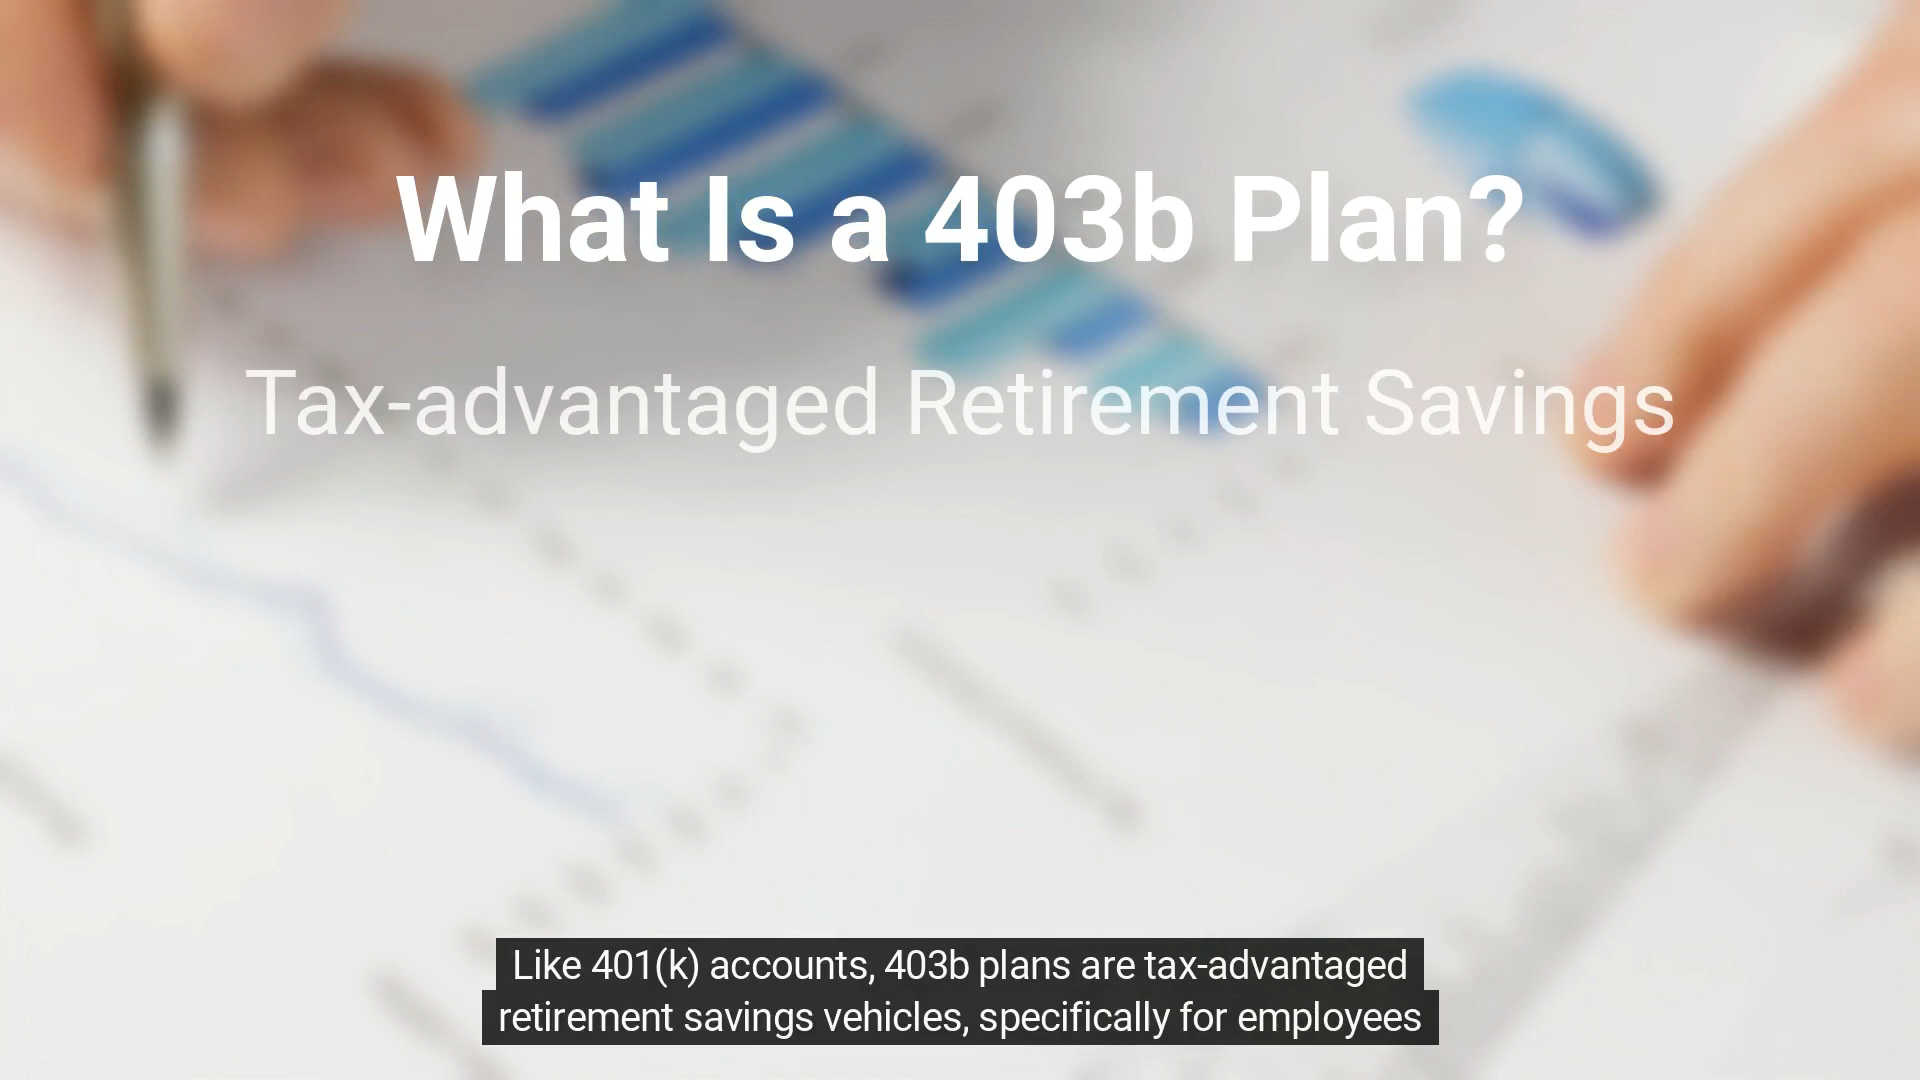 What Is a 403b Plan?
Tax-advantaged Retirement Savings
Like 401(k) accounts, 403b plans are tax-advantaged
retirement savings vehicles, specifically for employees